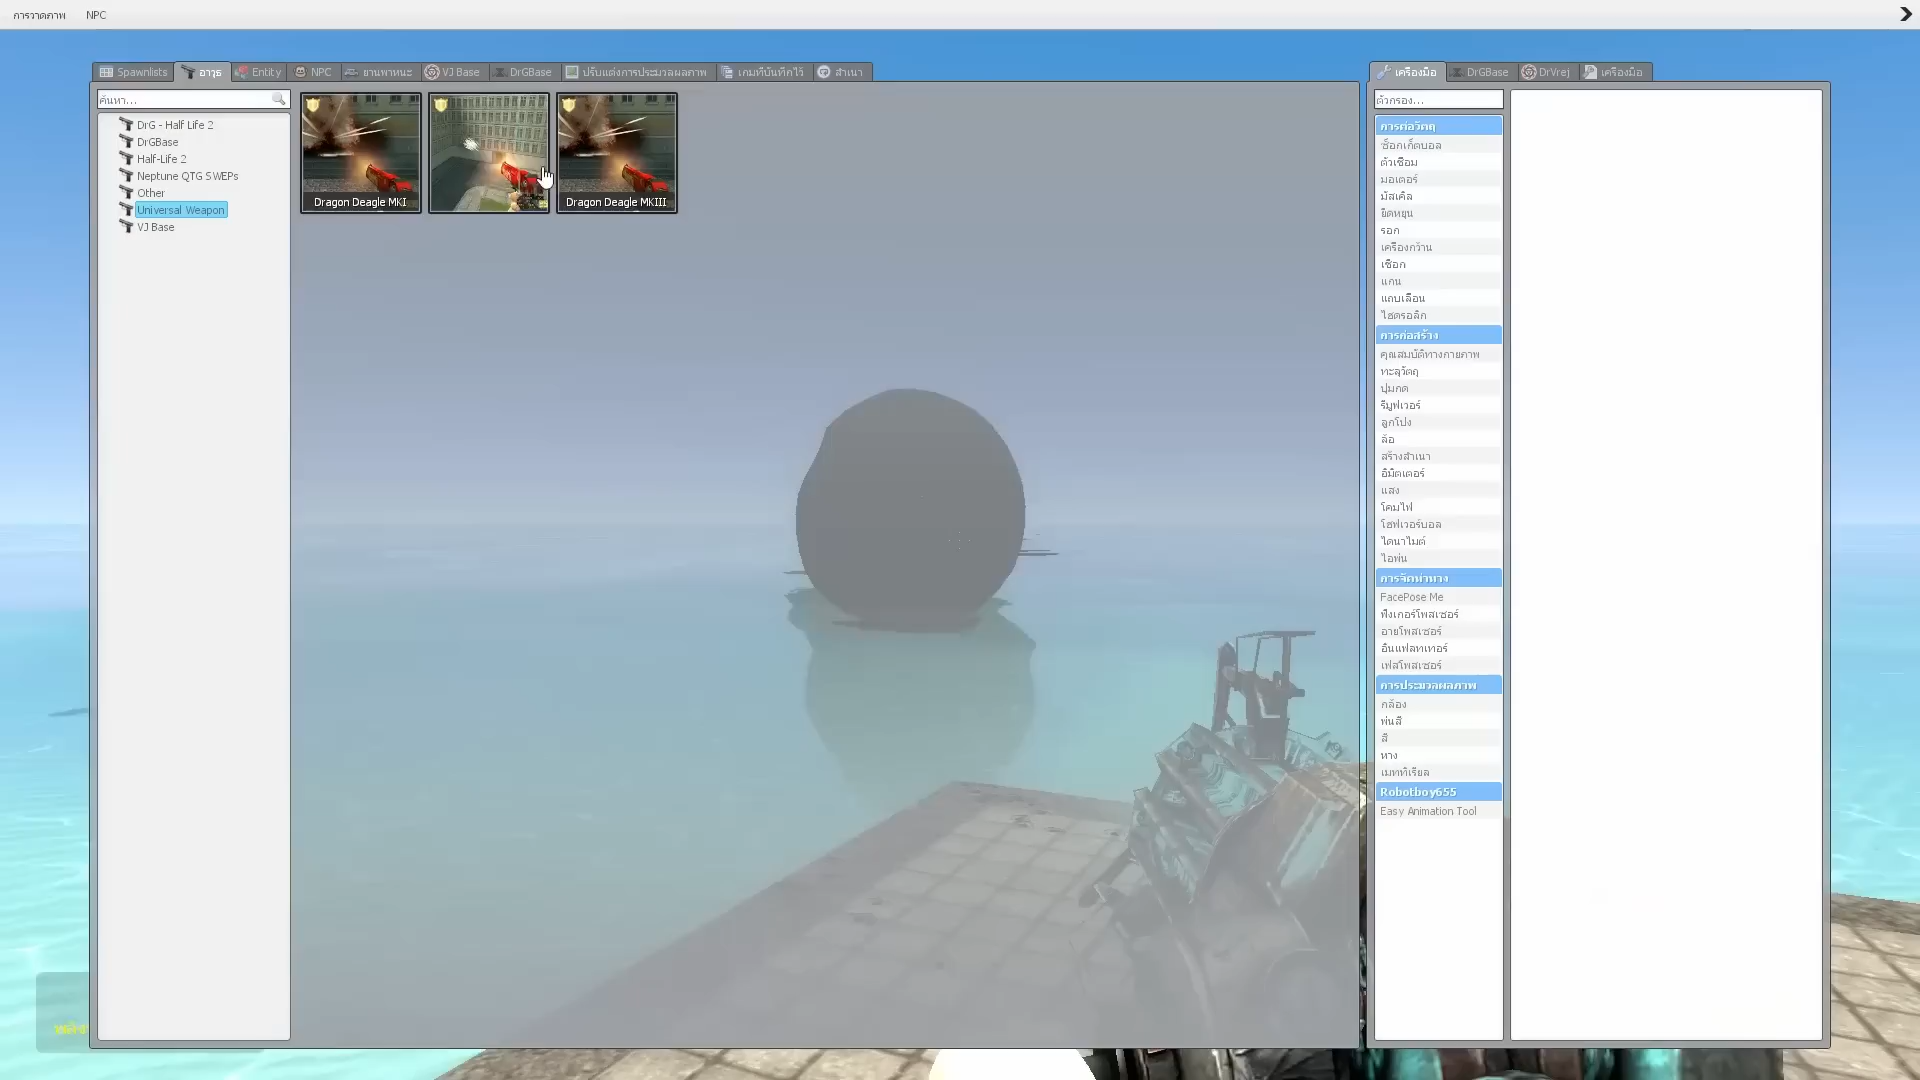 การวาดภาพ NPC
Spawnlists อาวุธ Entity NPC ยานพาหนะ VJ Base DrGBase ปรับแต่งการประมวลผลภาพ เกมที่บันทึกไว้ สำเนา
ค้นหา...
DrG - Half Life 2
DrGBase
Half-Life 2
Neptune QTG SWEPs
Other
Universal Weapon
VJ Base
Dragon Deagle MKI
Dragon Deagle MKIII
เครื่องมือ DrGBase DrVrej เครื่องมือ
ตัวกรอง...
การต่อวัตถุ
ซ็อกเก็ตบอล
ตัวเชื่อม
มอเตอร์
มัสเคิล
ยืดหยุ่น
รอก
เครื่องกว้าน
เชือก
แกน
แถบเลื่อน
ไฮดรอลิก
การก่อสร้าง
คุณสมบัติทางกายภาพ
ทะลุวัตถุ
ปุ่มกด
รีมูฟเวอร์
ลูกโป่ง
ล้อ
สร้างสำเนา
อิมิตเตอร์
แสง
โคมไฟ
โฮฟเวอร์บอล
ไดนาไมต์
ไอพ่น
การจัดท่าทาง
FacePose Me
ฟิงเกอร์โพสเซอร์
อายโพสเซอร์
อินเฟลทเทอร์
เฟสโพสเซอร์
การประมวลผลภาพ
กล้อง
พ่นสี
สี
หาง
เมททีเรียล
Robotboy655
Easy Animation Tool